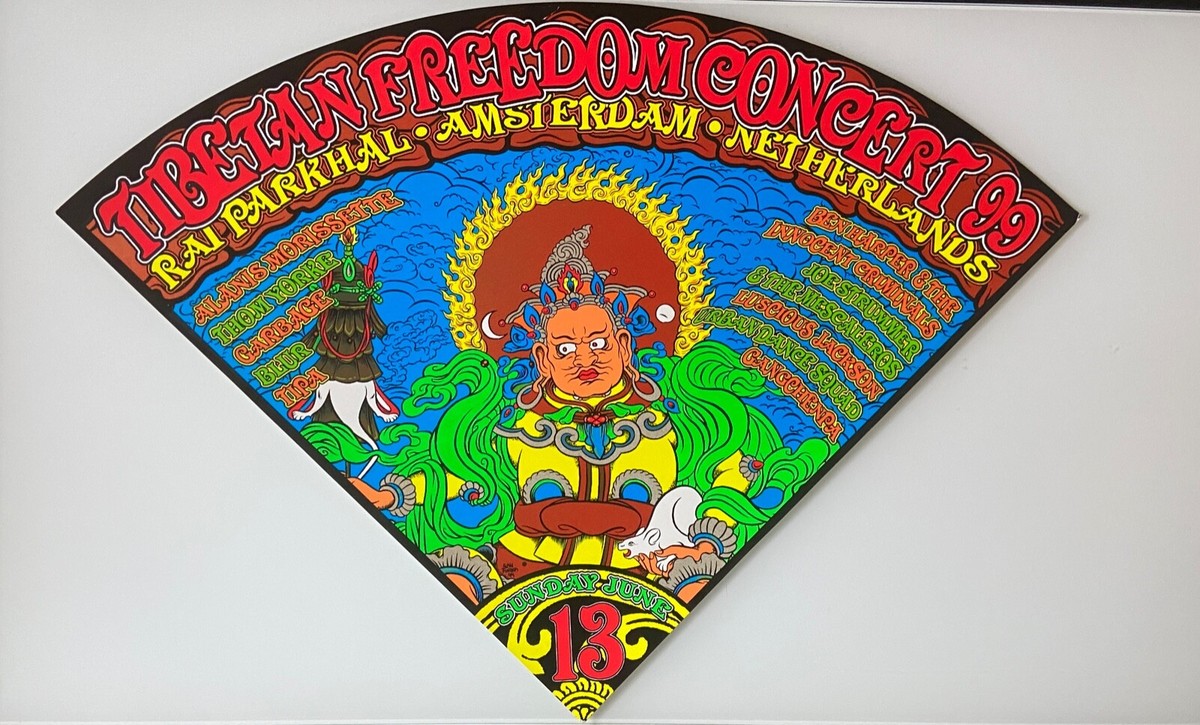 TIBETAN FREEDOM CONCERT '99
RAI PARKHAL • AMSTERDAM • NETHERLANDS
ALANIS MORISSETTE
THOM YORKE
GARBAGE
BLUR
TIPA
BEN HARPER & THE
INNOCENT CRIMINALS
JOE STRUMMER
& THE MESCALEROS
LUSCIOUS JACKSON
URBAN DANCE SQUAD
GANGCHENPA
SUNDAY JUNE
13